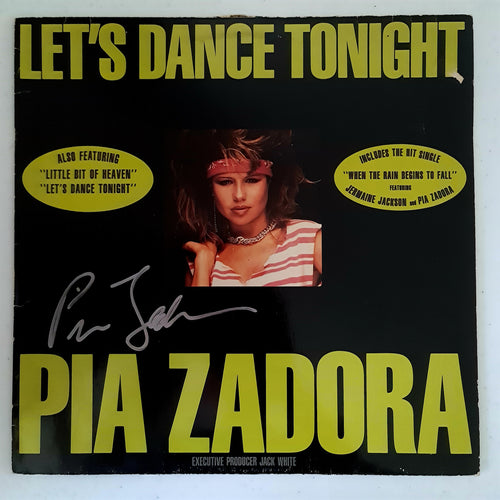 LET'S DANCE TONIGHT
ALSO FEATURING
"LITTLE BIT OF HEAVEN"
"LET'S DANCE TONIGHT"
INCLUDES THE HIT SINGLE
"WHEN THE RAIN BEGINS TO FALL"
FEATURING
JERMAINE JACKSON and PIA ZADORA
PIA ZADORA
EXECUTIVE PRODUCER JACK WHITE